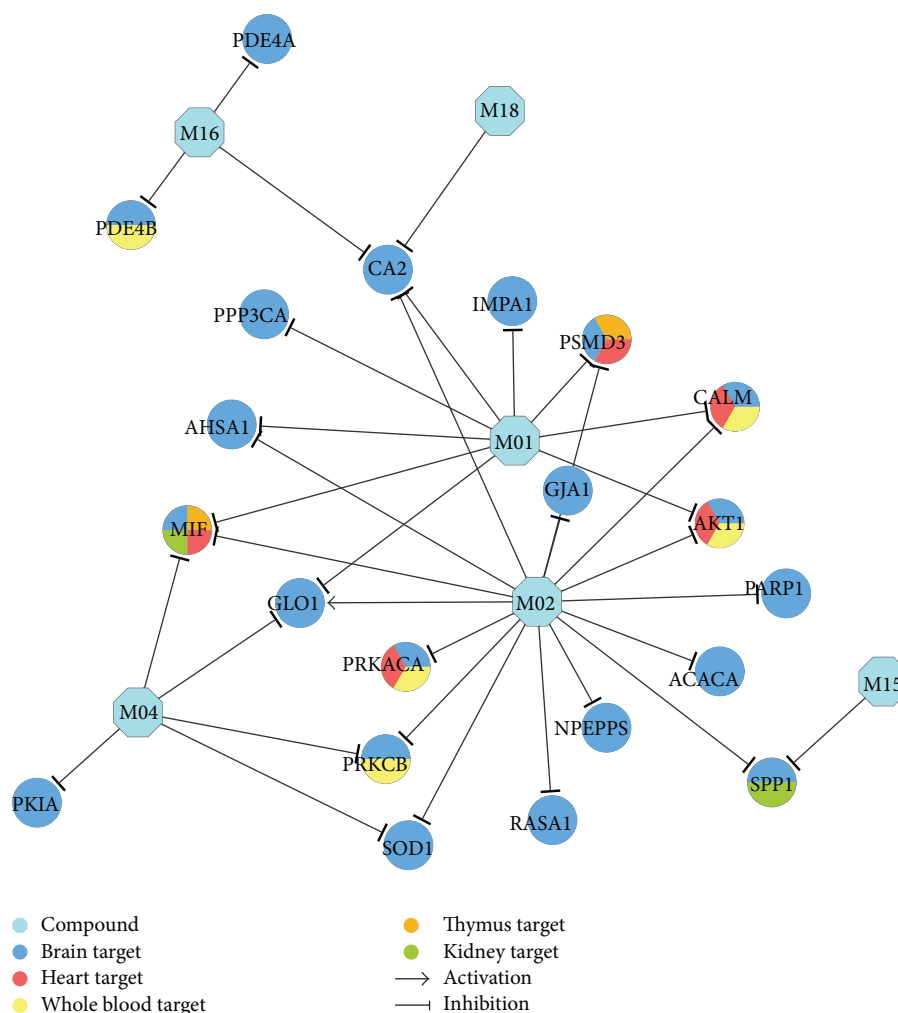 PDE4A
M18
M16
PDE4B
CA2
IMPA1
PPP3CA
PSMD3
CALM
AHSA1
M01
GJA1
MIF
AKT1
PARP1
GLO1
M02
PRKACA
ACACA
M15
M04
NPEPPS
PRKCB
SPP1
PKIA
RASA1
SOD1
Compound
Brain target
Heart target
Whole blood target
Thymus target
Kidney target
Activation
Inhibition